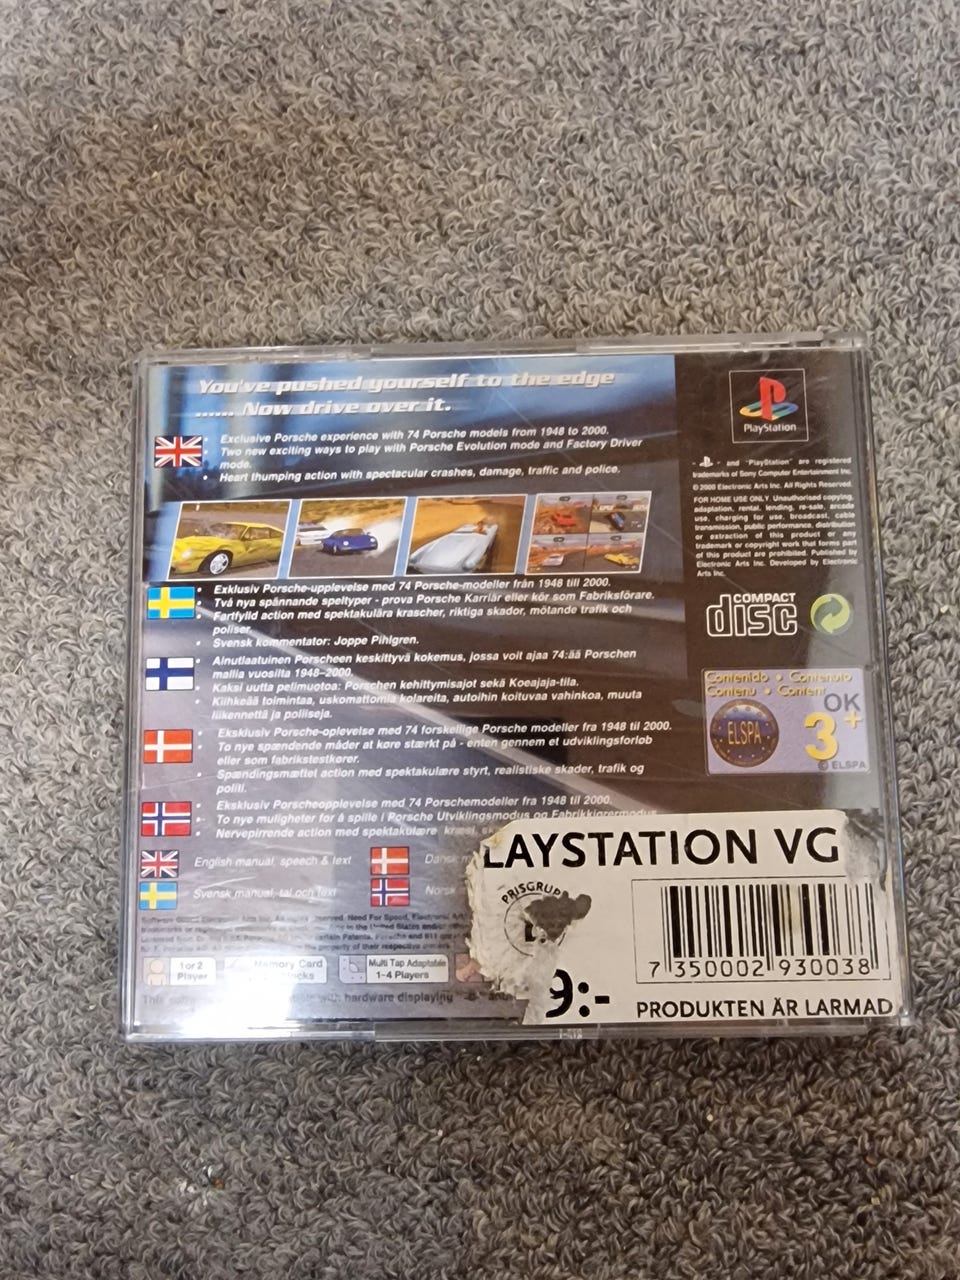 You've pushed yourself to the edge
...... Now drive over it.
• Exclusive Porsche experience with 74 Porsche models from 1948 to 2000.
• Two new exciting ways to play with Porsche Evolution mode and Factory Driver
mode.
• Heart thumping action with spectacular crashes, damage, traffic and police.
PlayStation
- - and "PlayStation" are registered
trademarks of Sony Computer Entertainment Inc.
© 2000 Electronic Arts Inc. All Rights Reserved.
FOR HOME USE ONLY. Unauthorised copying,
adaptation, rental, lending, re-sale, arcade
use, charging for use, broadcast, cable
transmission, public performance, distribution
or extraction of this product or any
trademark or copyright work that forms part
of this product are prohibited. Published by
Electronic Arts Inc. Developed by Electronic
Arts Inc.
COMPACT
disc
Contenido • Contenuto
Contenu • Content
OK
3+
ELSPA
© ELSPA
• Exklusiv Porsche-upplevelse med 74 Porsche-modeller från 1948 till 2000.
• Två nya spännande speltyper - prova Porsche Karriär eller kör som Fabriksförare.
• Fartfylld action med spektakulära krascher, riktiga skador, mötande trafik och
poliser.
• Svensk kommentator: Joppe Pihlgren.
• Ainutlaatuinen Porscheen keskittyvä kokemus, jossa voit ajaa 74:ää Porschen
mallia vuosilta 1948–2000.
• Kaksi uutta pelimuotoa: Porschen kehittymisajot sekä Koeajaja-tila.
• Kiihkeää toimintaa, uskomattomia kolareita, autoihin koituvaa vahinkoa, muuta
liikennettä ja poliiseja.
• Eksklusiv Porsche-oplevelse med 74 forskellige Porsche modeller fra 1948 til 2000.
• To nye spændende måder at køre stærkt på - enten gennem et udviklingsforløb
eller som fabrikstestkører.
• Spændingsmættet action med spektakulære styrt, realistiske skader, trafik og
politi.
• Eksklusiv Porscheopplevelse med 74 Porschemodeller fra 1948 til 2000.
• To nye muligheter for å spille i Porsche Utviklingsmodus og Fabrikkjørermodus
• Nervepirrende action med spektakulære
English manual, speech & text
Dansk
Svensk manual, tal och text
Norsk
1 or 2
Player
Memory Card
Multi Tap Adaptable
1-4 Players
with hardware displaying
LAYSTATION VG
PRISGRUPP
9:-
7 350002 930038
PRODUKTEN ÄR LARMAD